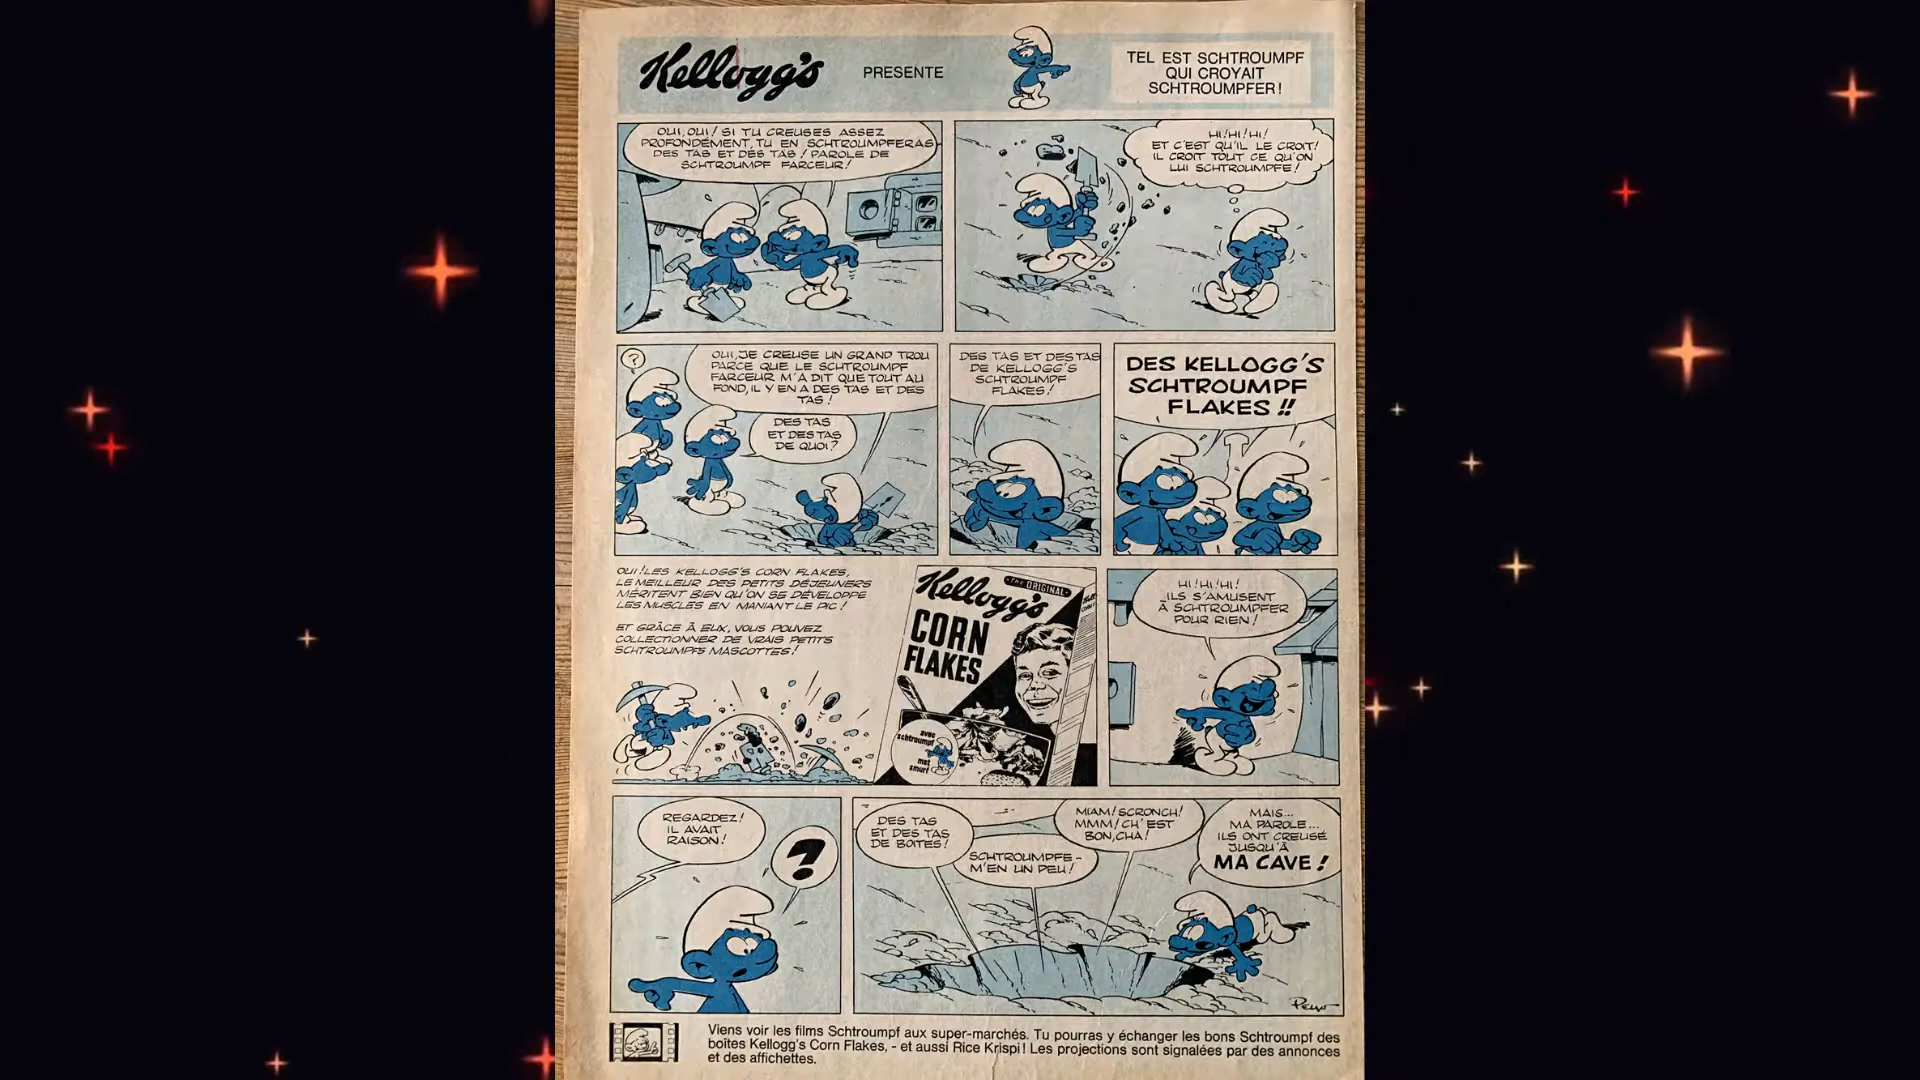 Kellogg's
PRESENTE
TEL EST SCHTROUMPF
QUI CROYAIT
SCHTROUMPFER!
OUI, OUI! SI TU CREUSES ASSEZ
PROFONDÉMENT, TU EN SCHTROUMPFERAS
DES TAS ET DES TAS! PAROLE DE
SCHTROUMPF FARCEUR!
HI!HI!HI!
ET C'EST QU'IL LE CROIT!
IL CROIT TOUT CE QU'ON
LUI SCHTROUMPFE!
?
OUI, JE CREUSE UN GRAND TROU
PARCE QUE LE SCHTROUMPF
FARCEUR M'A DIT QUE TOUT AU
FOND, IL Y EN A DES TAS ET DES
TAS!
DES TAS
ET DES TAS
DE QUOI?
DES TAS ET DES TAS
DE KELLOGG'S
SCHTROUMPF
FLAKES!
DES KELLOGG'S
SCHTROUMPF
FLAKES!!
OUI! LES KELLOGG'S CORN FLAKES,
LE MEILLEUR DES PETITS DÉJEUNERS
MÉRITENT BIEN QU'ON SE DÉVELOPPE
LES MUSCLES EN MANIANT LE PIC!
ET GRÂCE À EUX, VOUS POUVEZ
COLLECTIONNER DE VRAIS PETITS
SCHTROUMPFS MASCOTTES!
THE ORIGINAL
Kellogg's
CORN
FLAKES
avec
schtroumpf
met
smurf
HI!HI!HI!
ILS S'AMUSENT
À SCHTROUMPFER
POUR RIEN!
REGARDEZ!
IL AVAIT
RAISON!
?
DES TAS
ET DES TAS
DE BOITES!
SCHTROUMPFE-
M'EN UN PEU!
MIAM! SCRONCH!
MMM! CH'EST
BON, CHA!
MAIS...
MA PAROLE...
ILS ONT CREUSÉ
JUSQU'À
MA CAVE!
Peyo
Viens voir les films Schtroumpf aux super-marchés. Tu pourras y échanger les bons Schtroumpf des
boîtes Kellogg's Corn Flakes, - et aussi Rice Krispi! Les projections sont signalées par des annonces
et des affichettes.